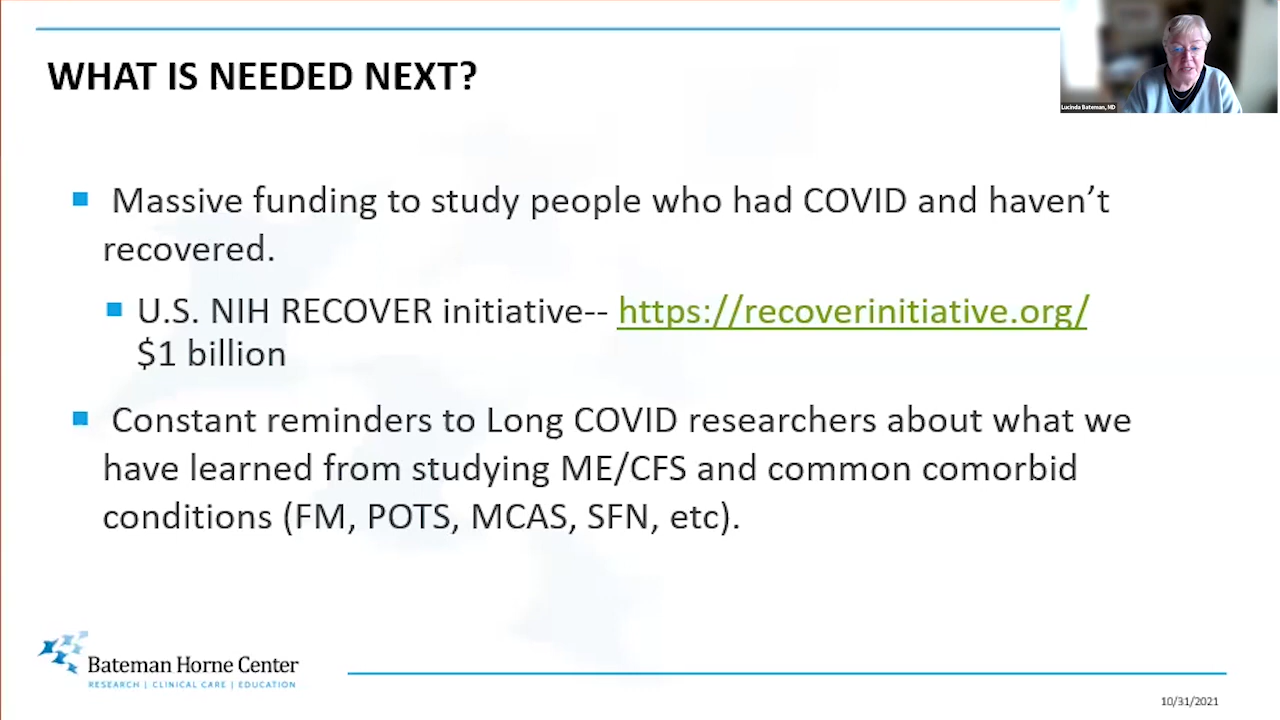 WHAT IS NEEDED NEXT?
Lucinda Bateman, MD
Massive funding to study people who had COVID and haven’t
recovered.
U.S. NIH RECOVER initiative-- https://recoverinitiative.org/
$1 billion
Constant reminders to Long COVID researchers about what we
have learned from studying ME/CFS and common comorbid
conditions (FM, POTS, MCAS, SFN, etc).
Bateman Horne Center
RESEARCH | CLINICAL CARE | EDUCATION
10/31/2021